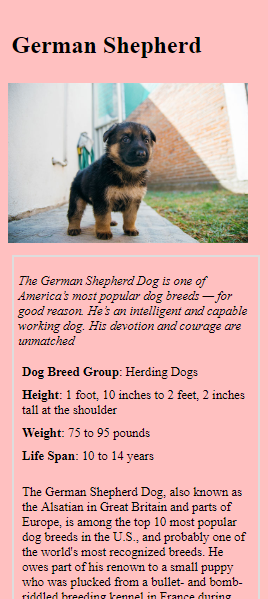 German Shepherd
The German Shepherd Dog is one of
America's most popular dog breeds — for
good reason. He's an intelligent and capable
working dog. His devotion and courage are
unmatched
Dog Breed Group: Herding Dogs
Height: 1 foot, 10 inches to 2 feet, 2 inches
tall at the shoulder
Weight: 75 to 95 pounds
Life Span: 10 to 14 years
The German Shepherd Dog, also known as
the Alsatian in Great Britain and parts of
Europe, is among the top 10 most popular
dog breeds in the U.S., and probably one of
the world's most recognized breeds. He
owes part of his renown to a small puppy
who was plucked from a bullet- and bomb-
riddled breeding kennel in France during